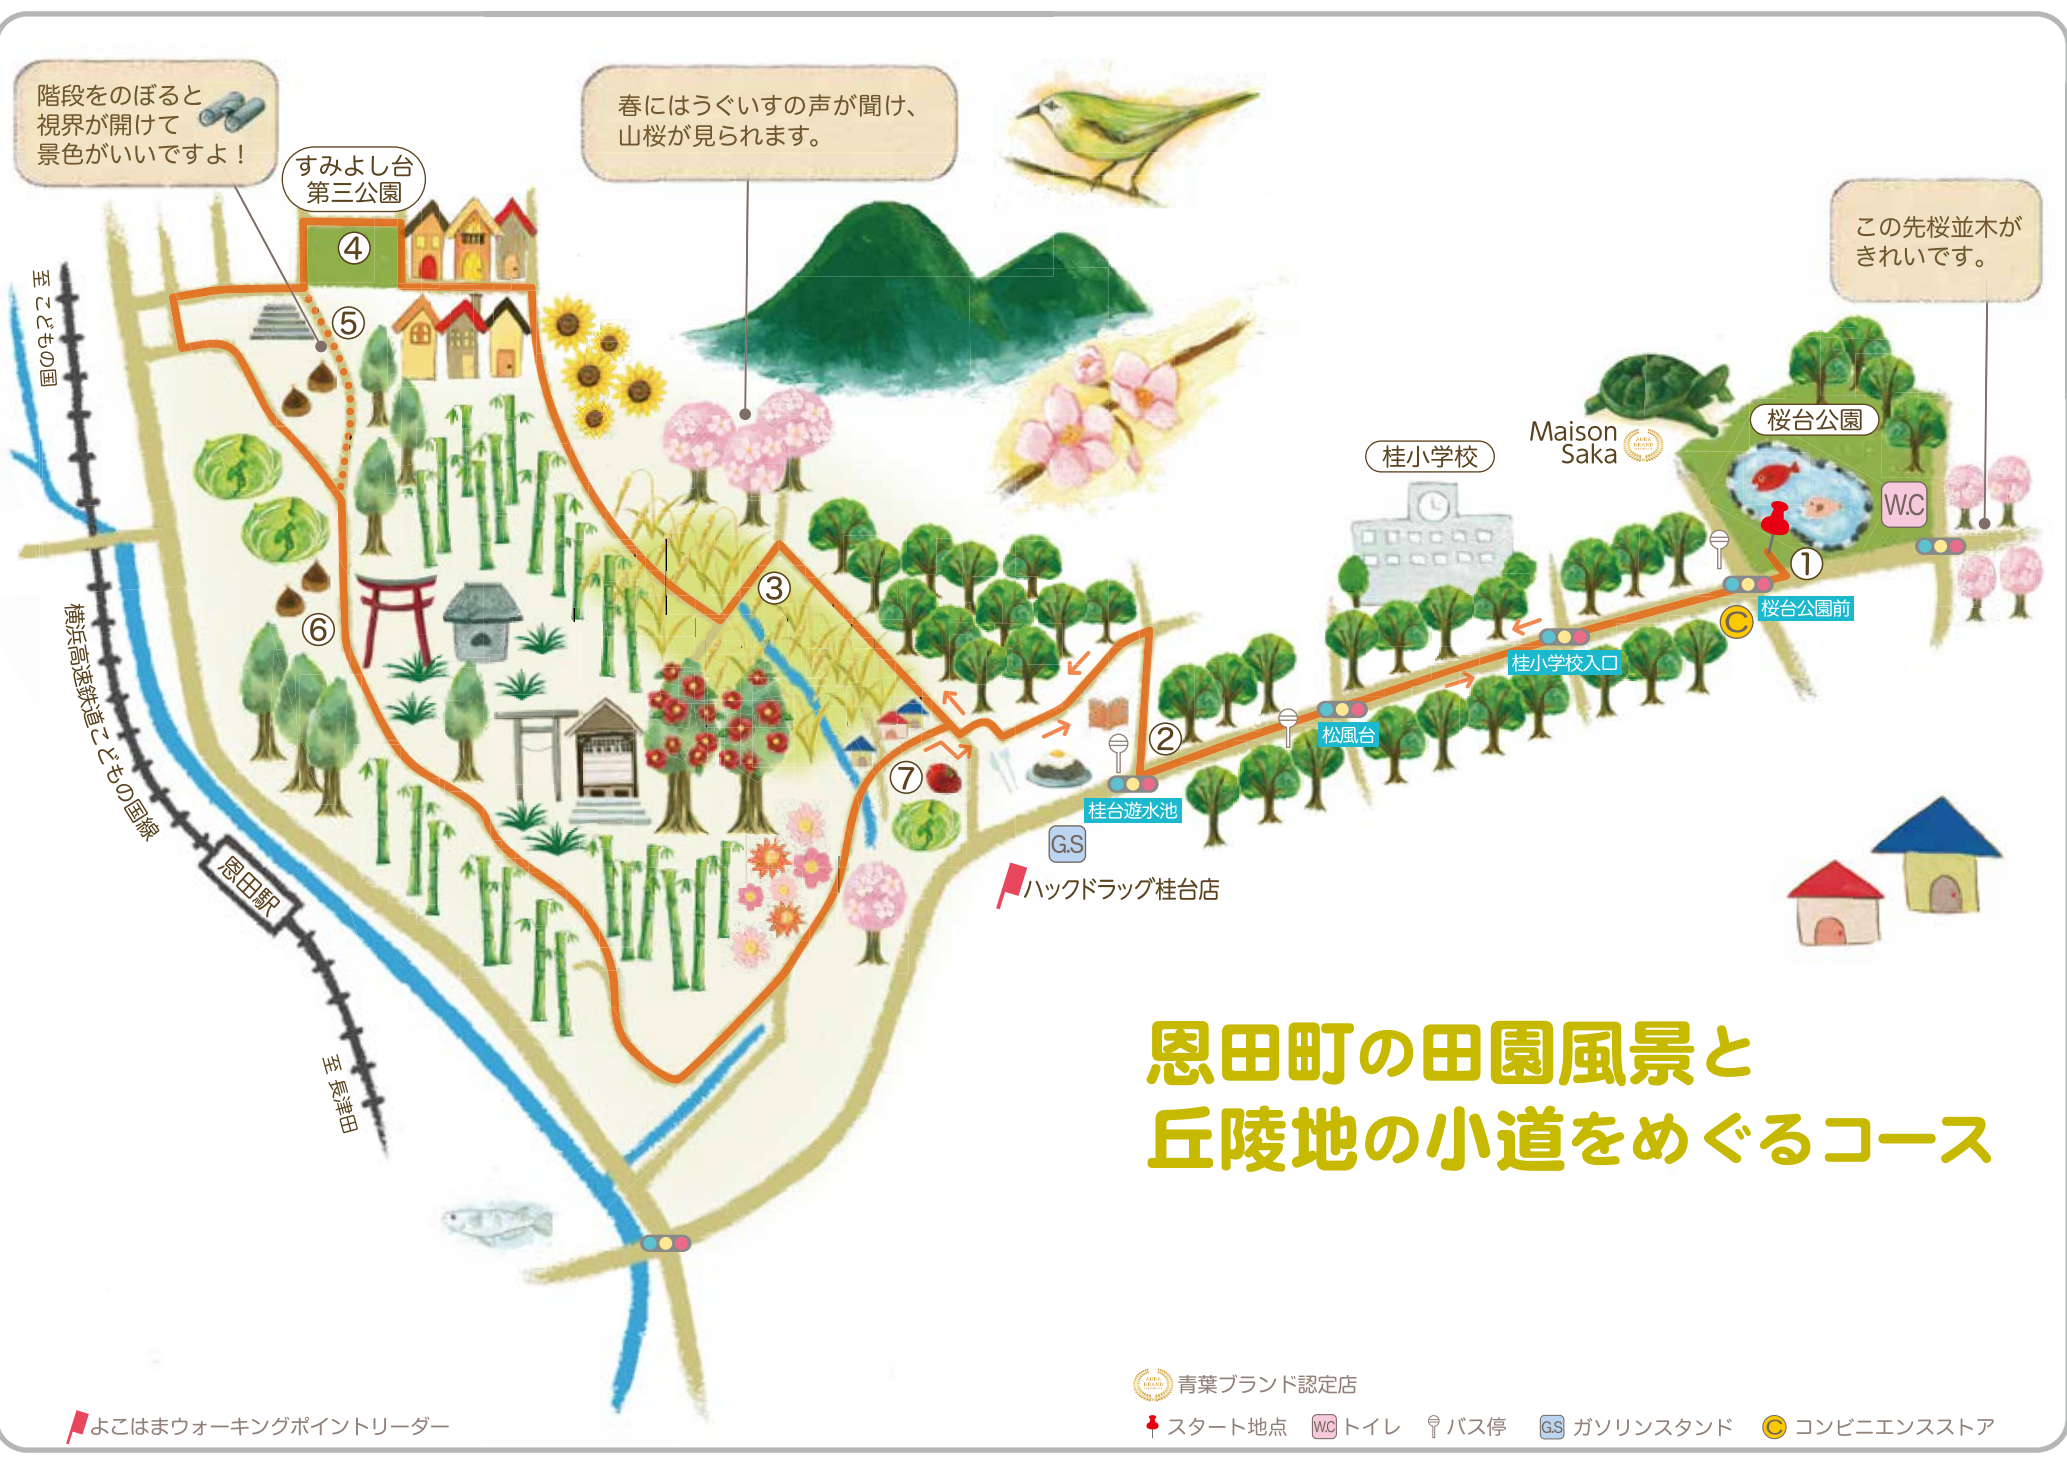 階段をのぼると
視界が開けて
景色がいいですよ！
すみよし台
第三公園
春にはうぐいすの声が聞け、
山桜が見られます。
この先桜並木が
きれいです。
④
⑤
至 こどもの国
桜台公園
Maison
Saka
桂小学校
W.C
①
桜台公園前
C
③
⑥
桂小学校入口
横浜高速鉄道こどもの国線
松風台
②
⑦
桂台遊水池
G.S
恩田駅
ハックドラッグ桂台店
至 長津田
恩田町の田園風景と
丘陵地の小道をめぐるコース
青葉ブランド認定店
よこはまウォーキングポイントリーダー
スタート地点
W.C トイレ
バス停
G.S ガソリンスタンド
C コンビニエンスストア